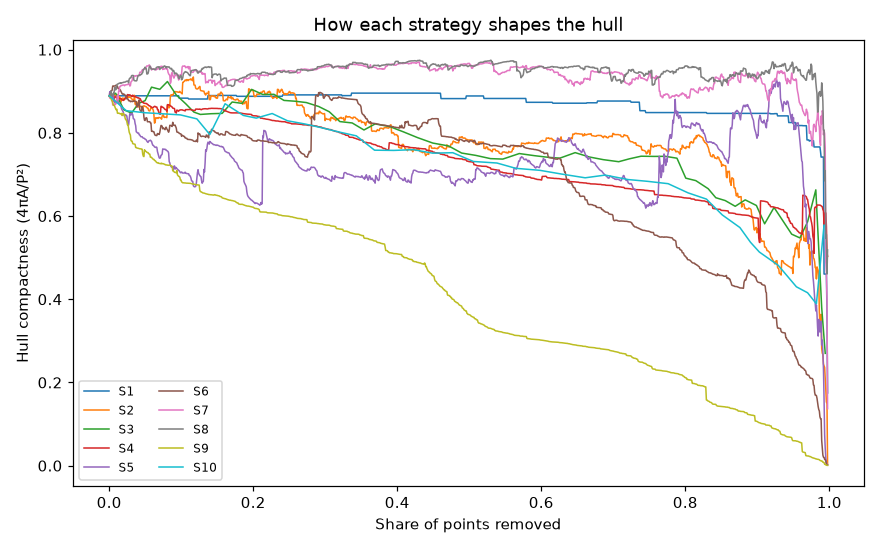 How each strategy shapes the hull
Hull compactness (4πA/P²)
1.0
0.8
0.6
0.4
0.2
0.0
0.0 0.2 0.4 0.6 0.8 1.0
Share of points removed
S1 S6
S2 S7
S3 S8
S4 S9
S5 S10